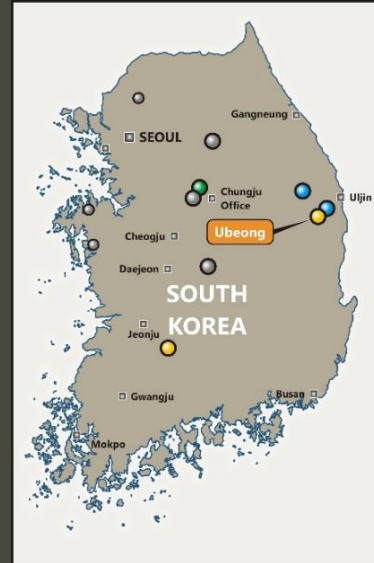 Gangneung
SEOUL
Chungju
Office
Uljin
Ubeong
Cheogju
Daejeon
SOUTH
KOREA
Jeonju
Gwangju
Busan
Mokpo